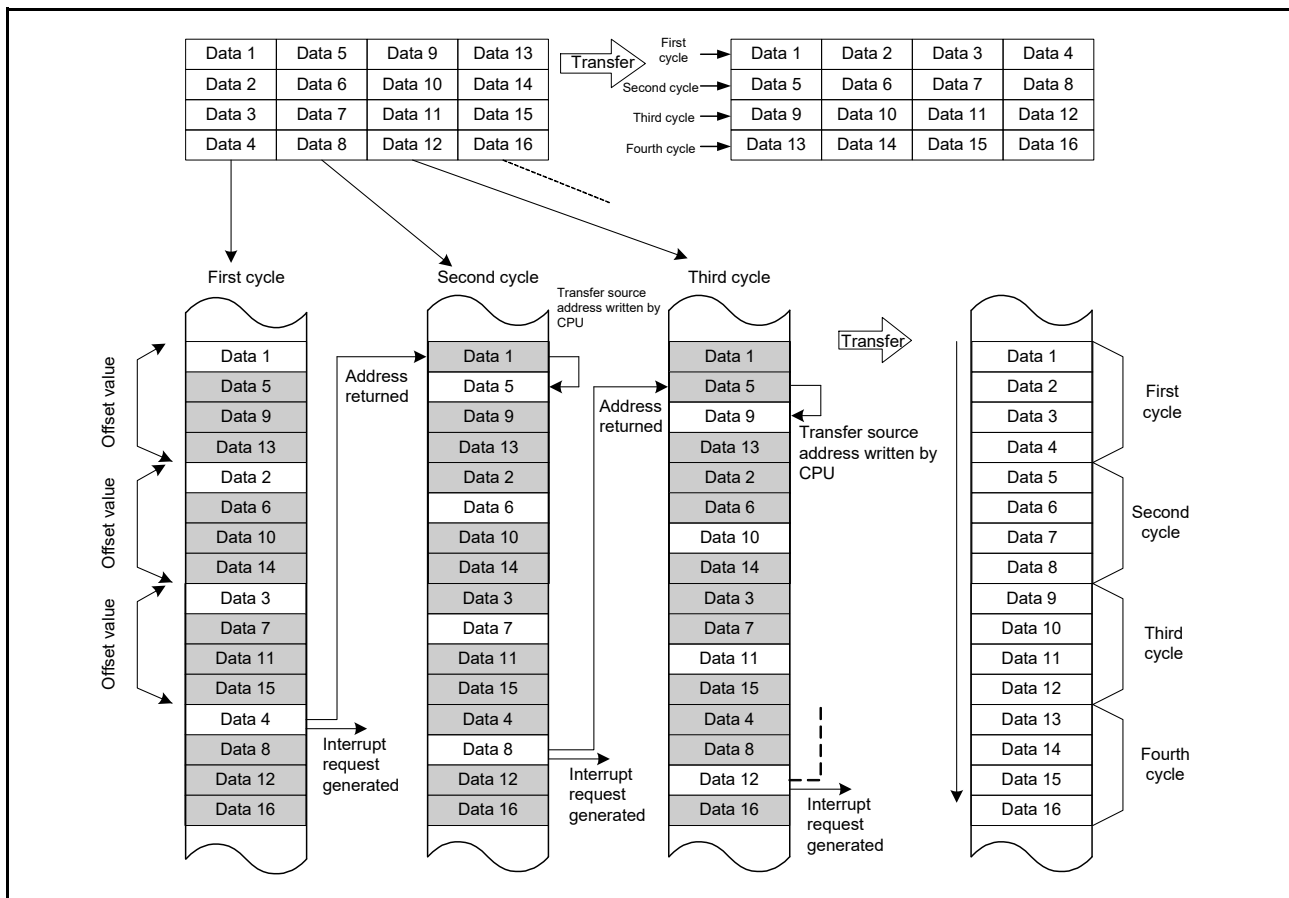 Data 1 Data 5 Data 9 Data 13
Data 2 Data 6 Data 10 Data 14
Data 3 Data 7 Data 11 Data 15
Data 4 Data 8 Data 12 Data 16
Transfer
First
cycle
Second cycle
Third cycle
Fourth cycle
Data 1 Data 2 Data 3 Data 4
Data 5 Data 6 Data 7 Data 8
Data 9 Data 10 Data 11 Data 12
Data 13 Data 14 Data 15 Data 16
First cycle
Offset value
Offset value
Offset value
Data 1
Data 5
Data 9
Data 13
Data 2
Data 6
Data 10
Data 14
Data 3
Data 7
Data 11
Data 15
Data 4
Data 8
Data 12
Data 16
Address
returned
Interrupt
request
generated
Second cycle
Transfer source
address written by
CPU
Data 1
Data 5
Data 9
Data 13
Data 2
Data 6
Data 10
Data 14
Data 3
Data 7
Data 11
Data 15
Data 4
Data 8
Data 12
Data 16
Address
returned
Interrupt
request
generated
Third cycle
Data 1
Data 5
Data 9
Data 13
Data 2
Data 6
Data 10
Data 14
Data 3
Data 7
Data 11
Data 15
Data 4
Data 8
Data 12
Data 16
Transfer source
address written by
CPU
Interrupt
request
generated
Transfer
Data 1
Data 2
Data 3
Data 4
Data 5
Data 6
Data 7
Data 8
Data 9
Data 10
Data 11
Data 12
Data 13
Data 14
Data 15
Data 16
First
cycle
Second
cycle
Third
cycle
Fourth
cycle